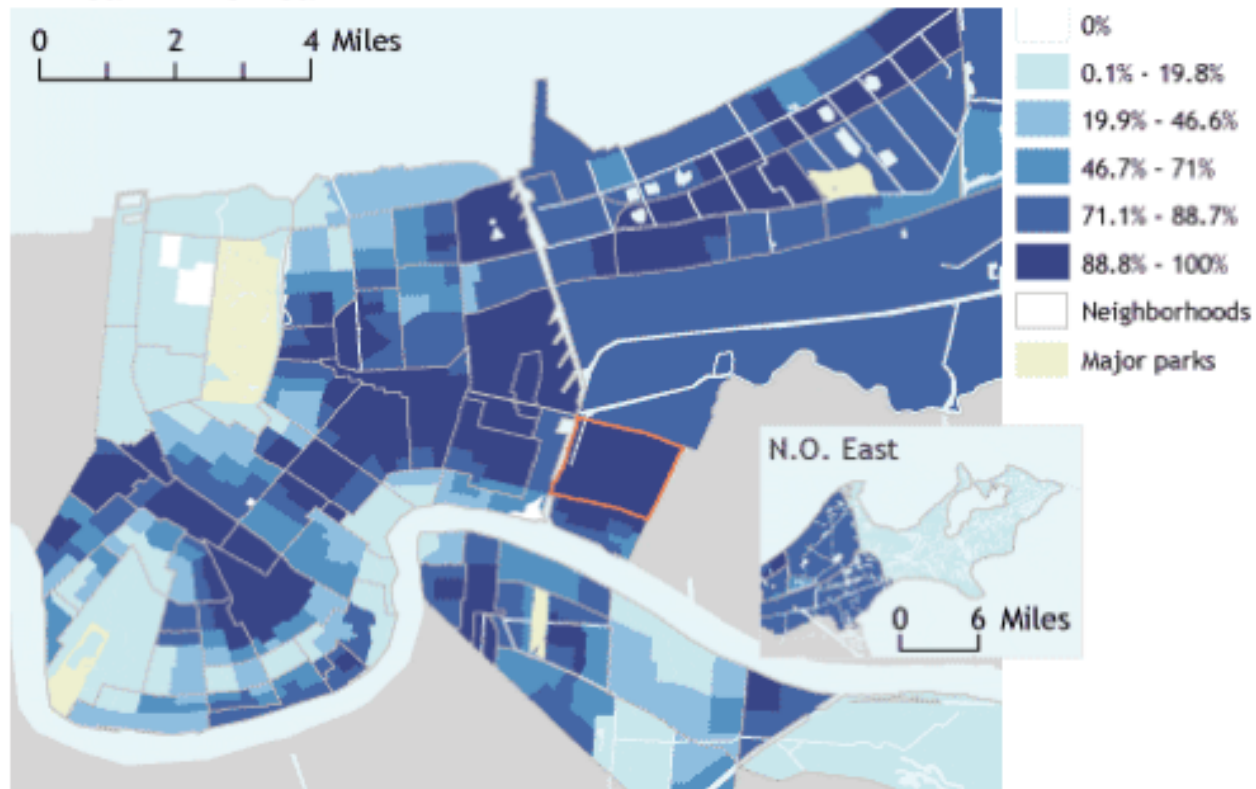 0 2 4 Miles
0%
0.1% - 19.8%
19.9% - 46.6%
46.7% - 71%
71.1% - 88.7%
88.8% - 100%
Neighborhoods
Major parks
N.O. East
0 6 Miles